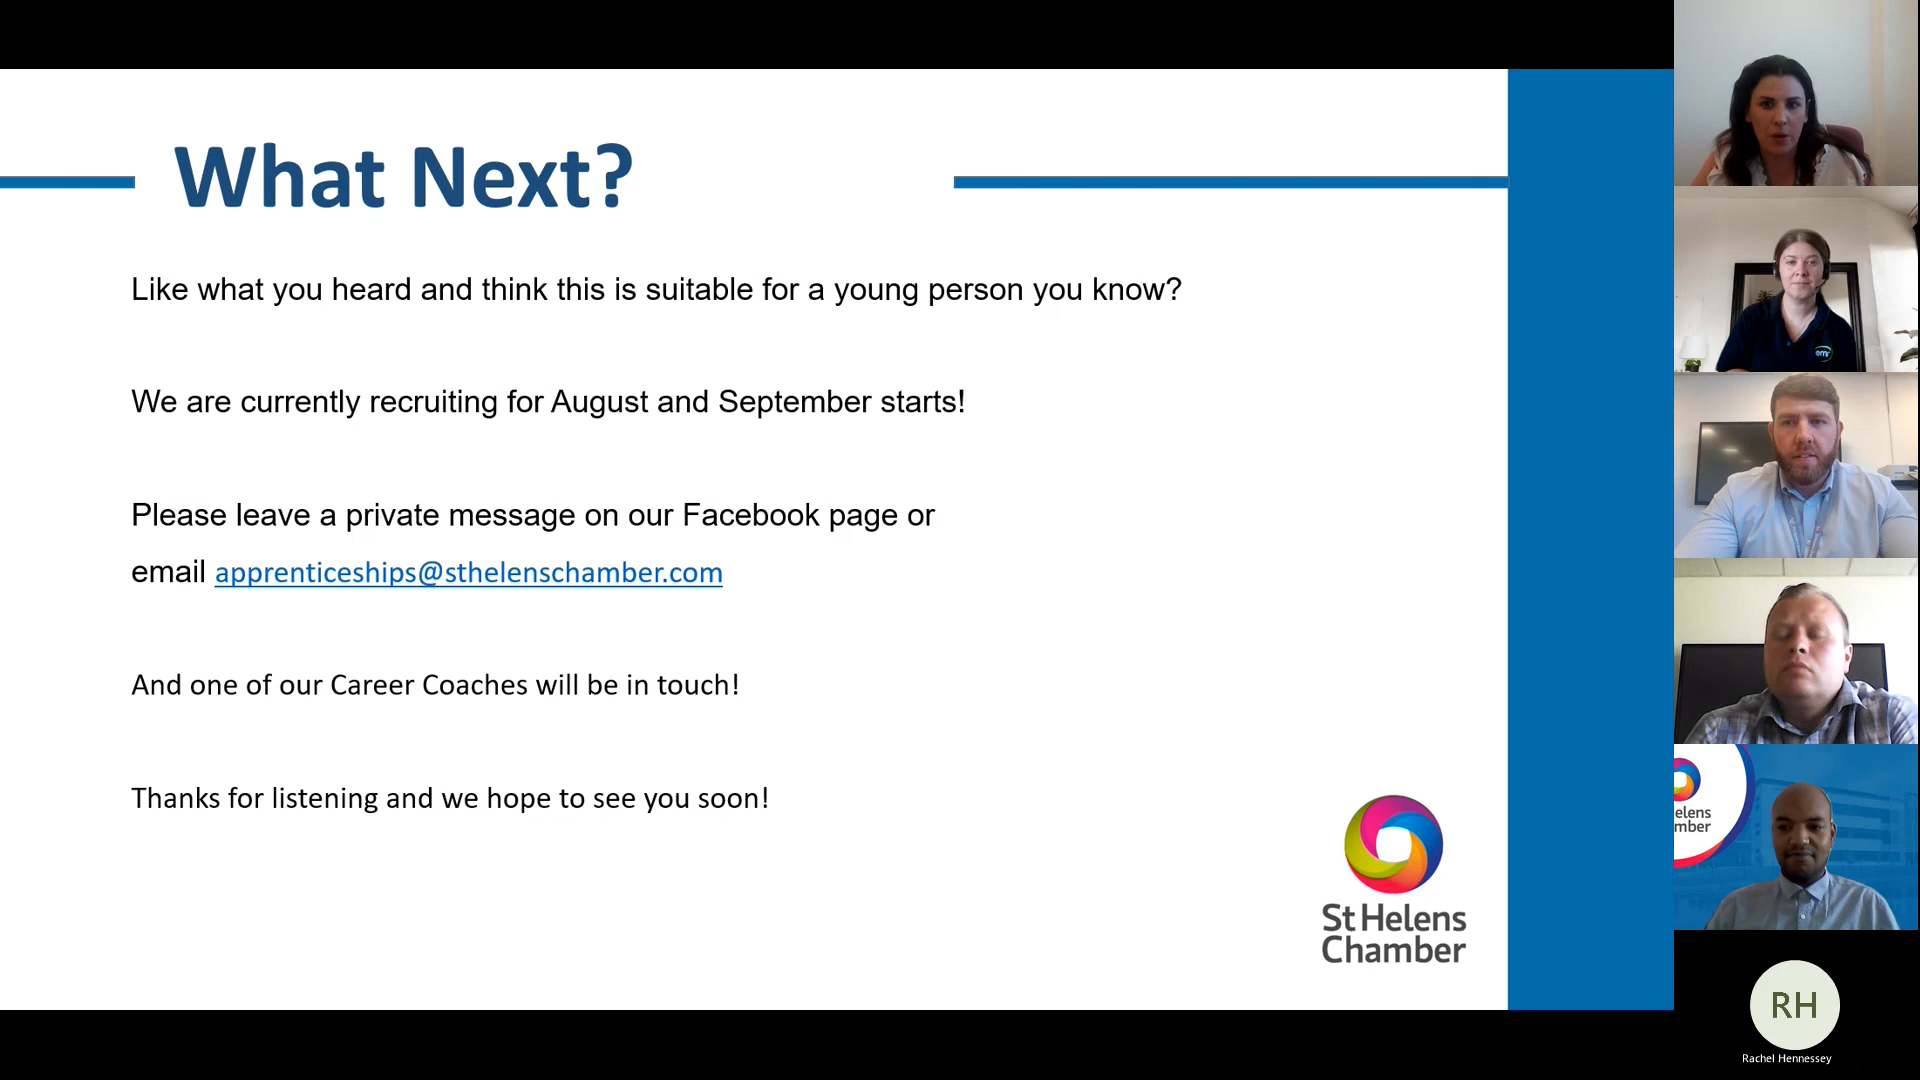 What Next?
Like what you heard and think this is suitable for a young person you know?
We are currently recruiting for August and September starts!
Please leave a private message on our Facebook page or
email apprenticeships@sthelenschamber.com
And one of our Career Coaches will be in touch!
Thanks for listening and we hope to see you soon!
St Helens
Chamber
emr
elens
mber
RH
Rachel Hennessey